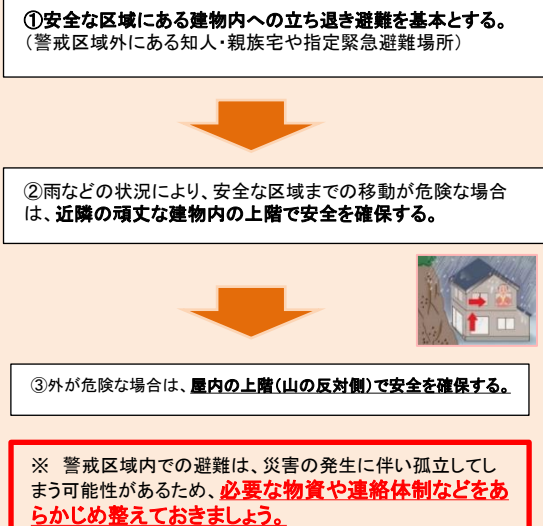 ①安全な区域にある建物内への立ち退き避難を基本とする。
（警戒区域外にある知人・親族宅や指定緊急避難場所）
②雨などの状況により、安全な区域までの移動が危険な場合
は、近隣の頑丈な建物内の上階で安全を確保する。
③外が危険な場合は、屋内の上階（山の反対側）で安全を確保する。
※　警戒区域内での避難は、災害の発生に伴い孤立してし
まう可能性があるため、必要な物資や連絡体制などをあ
らかじめ整えておきましょう。